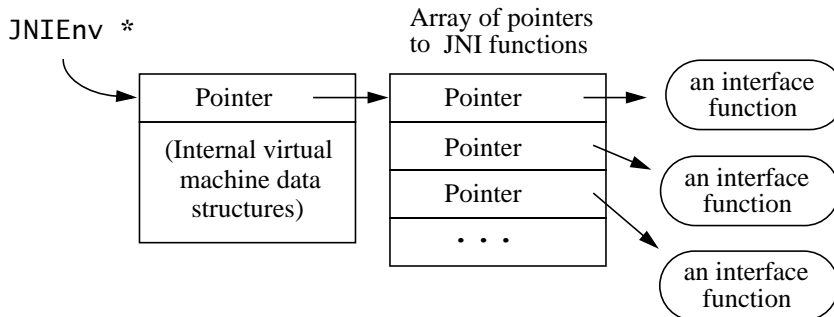 JNIEnv *
Array of pointers
to JNI functions
Pointer
(Internal virtual
machine data
structures)
Pointer
Pointer
Pointer
. . .
an interface
function
an interface
function
an interface
function